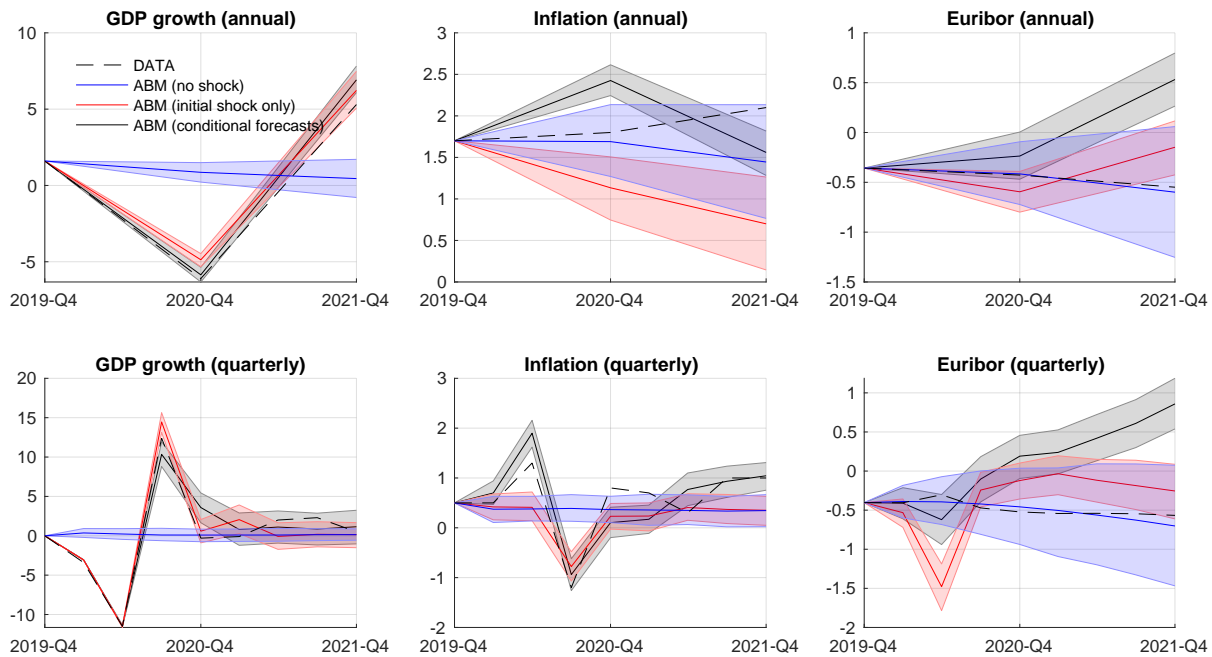 GDP growth (annual)
10
5
0
-5
2019-Q4 2020-Q4 2021-Q4
DATA
ABM (no shock)
ABM (initial shock only)
ABM (conditional forecasts)
Inflation (annual)
3
2.5
2
1.5
1
0.5
0
2019-Q4 2020-Q4 2021-Q4
Euribor (annual)
1
0.5
0
-0.5
-1
-1.5
2019-Q4 2020-Q4 2021-Q4
GDP growth (quarterly)
20
15
10
5
0
-5
-10
2019-Q4 2020-Q4 2021-Q4
Inflation (quarterly)
3
2
1
0
-1
-2
2019-Q4 2020-Q4 2021-Q4
Euribor (quarterly)
1
0.5
0
-0.5
-1
-1.5
-2
2019-Q4 2020-Q4 2021-Q4